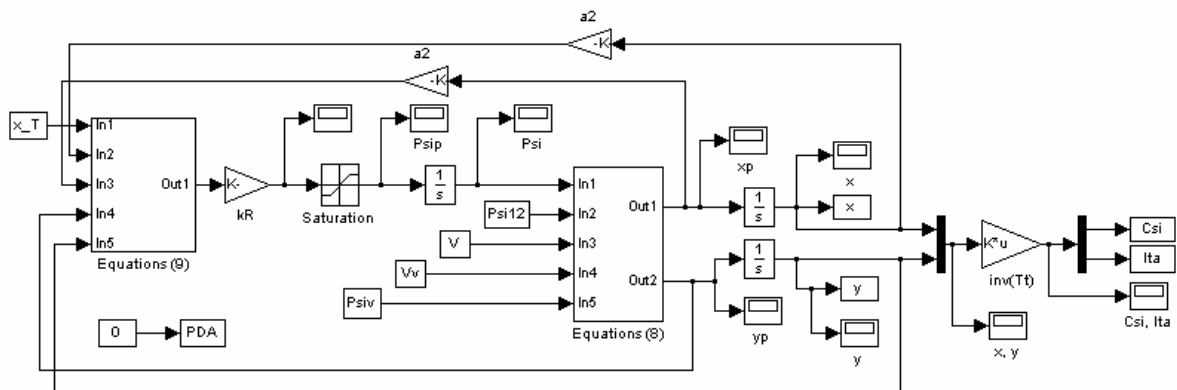 a2
-K
a2
-K
x_T
In1
In2
In3
In4
In5
Out1
Equations (9)
K-
kR
Saturation
Psip
1
s
Psi
Psi12
V
Vv
Psiv
In1
In2
In3
In4
In5
Out1
Out2
Equations (8)
0
PDA
xp
1
s
x
x
1
s
yp
y
y
x, y
K*u
inv(Tt)
Csi
Ita
Csi, Ita